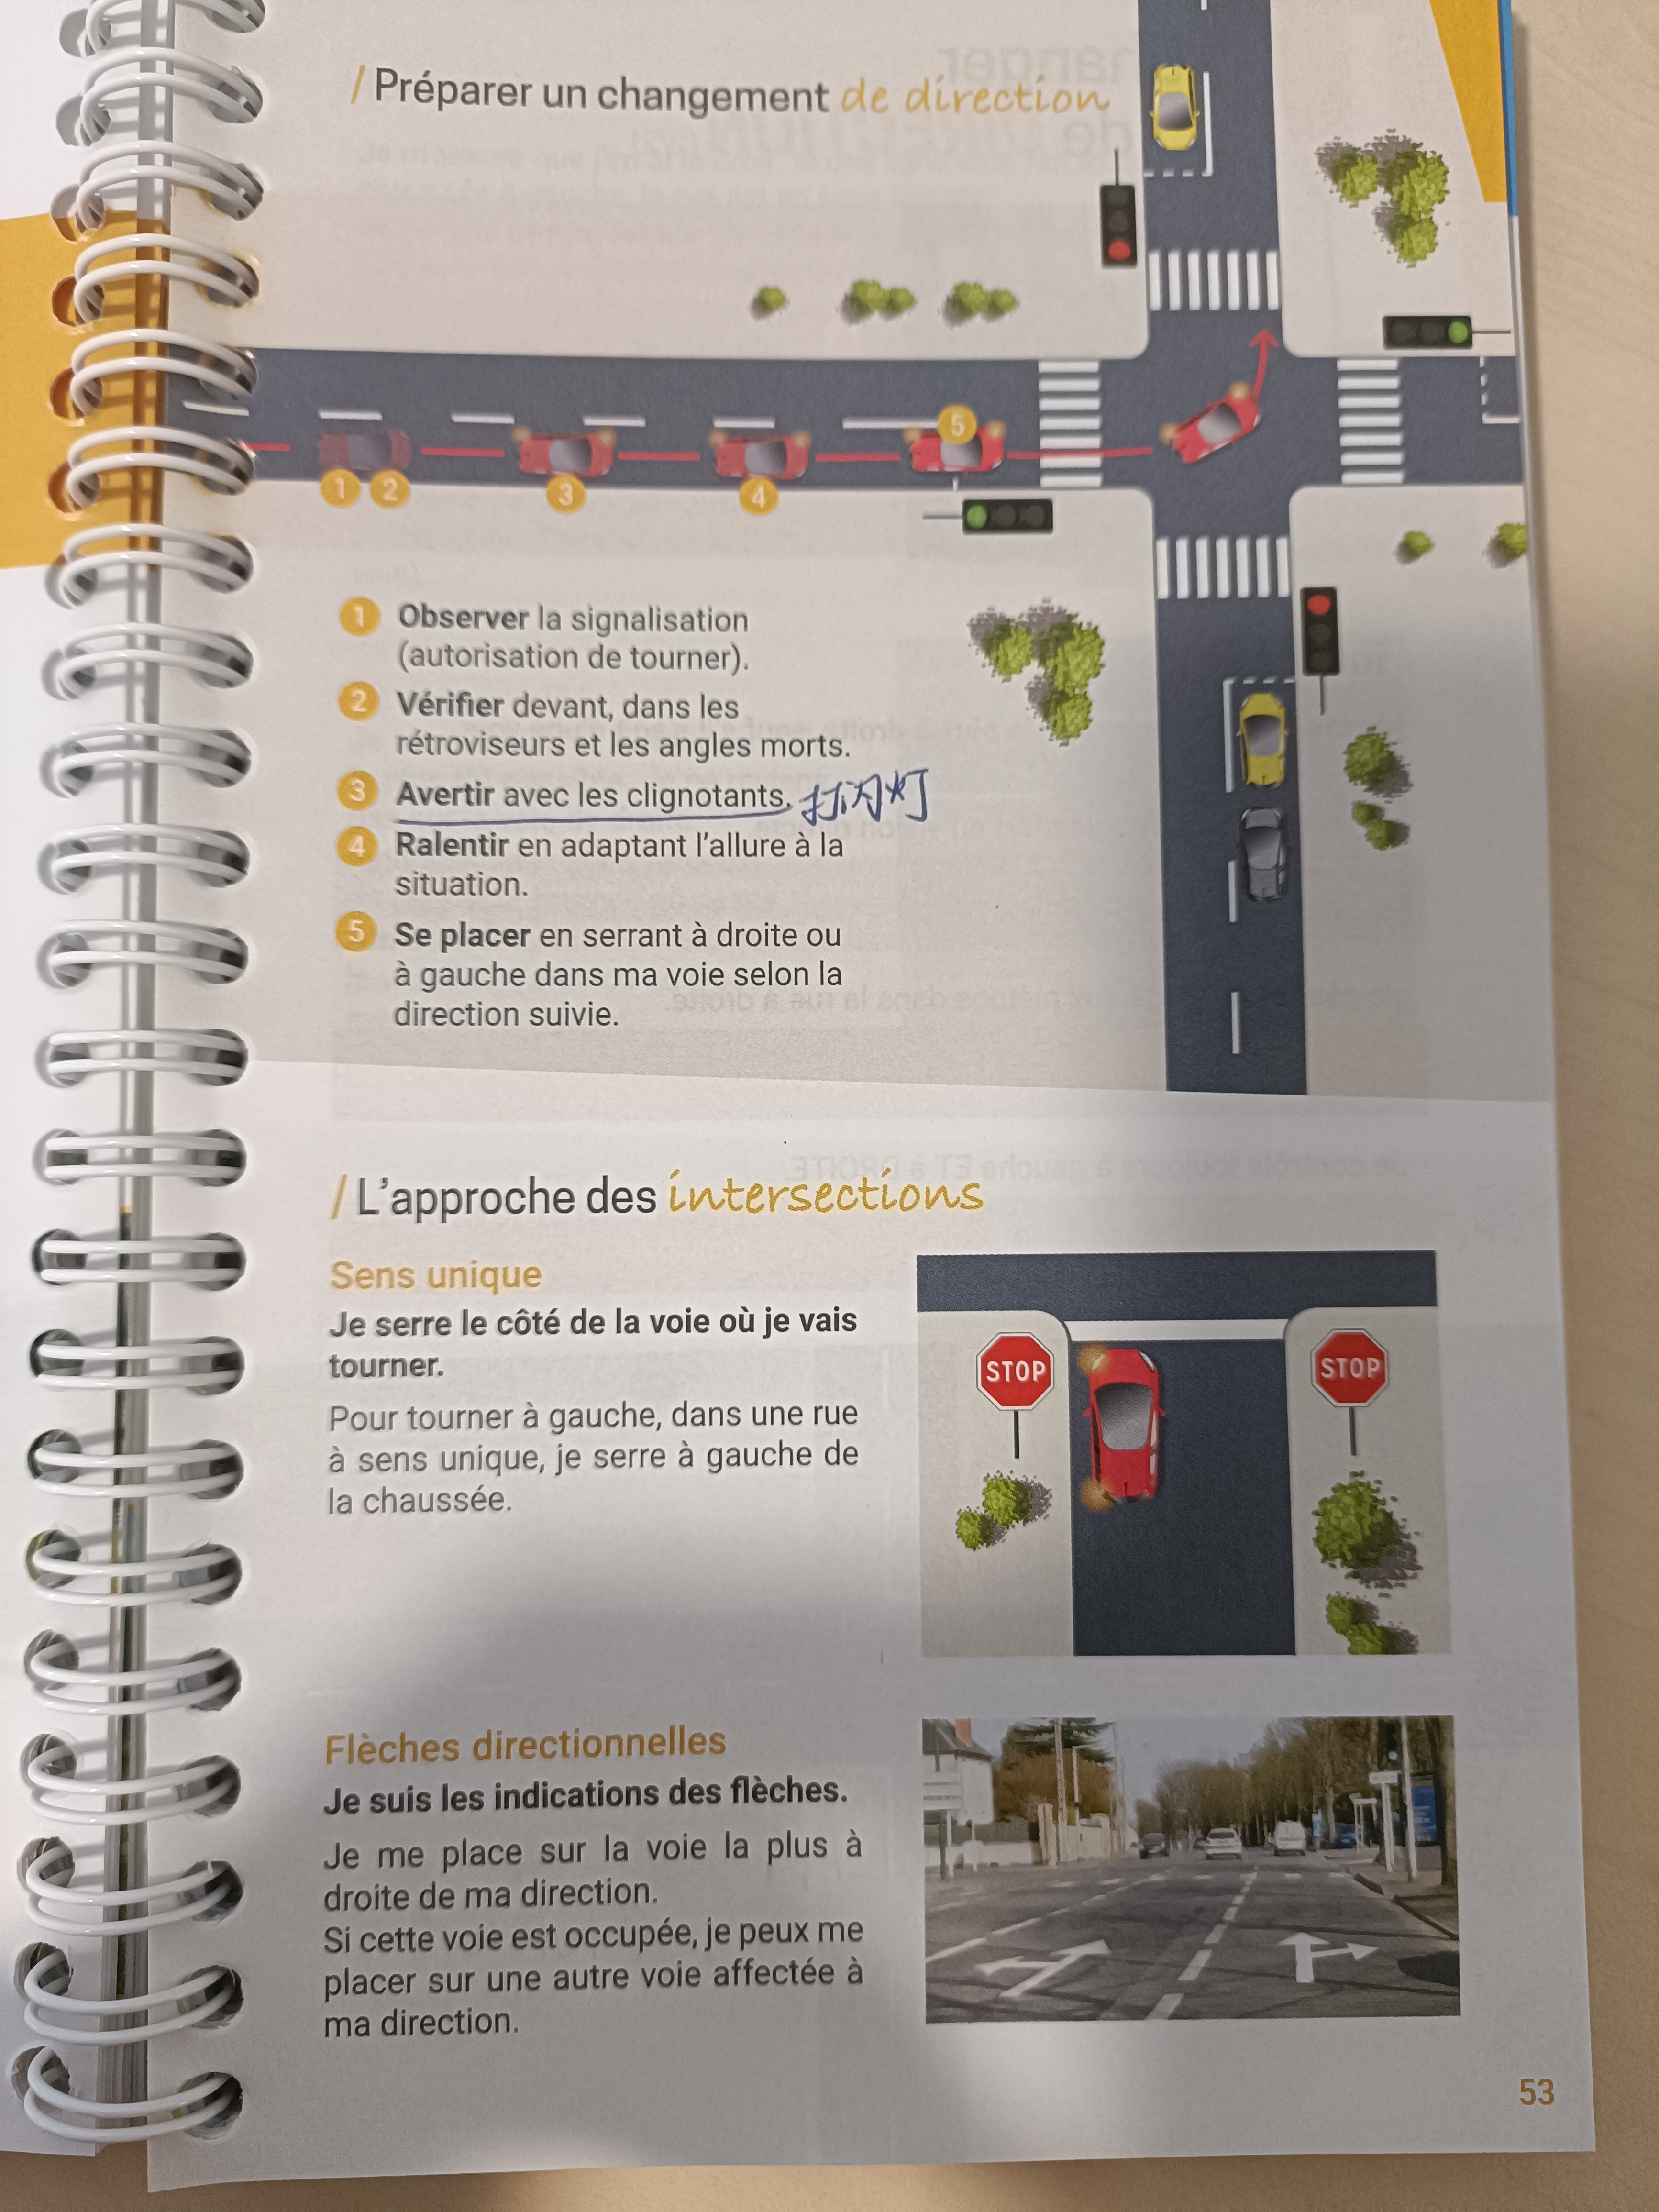 / Préparer un changement de direction
5
1 2 3 4
1 Observer la signalisation
(autorisation de tourner).
2 Vérifier devant, dans les
rétroviseurs et les angles morts.
3 Avertir avec les clignotants. 打闪灯
4 Ralentir en adaptant l'allure à la
situation.
5 Se placer en serrant à droite ou
à gauche dans ma voie selon la
direction suivie.
/ L'approche des intersections
Sens unique
Je serre le côté de la voie où je vais
tourner.
Pour tourner à gauche, dans une rue
à sens unique, je serre à gauche de
la chaussée.
STOP STOP
Flèches directionnelles
Je suis les indications des flèches.
Je me place sur la voie la plus à
droite de ma direction.
Si cette voie est occupée, je peux me
placer sur une autre voie affectée à
ma direction.
53